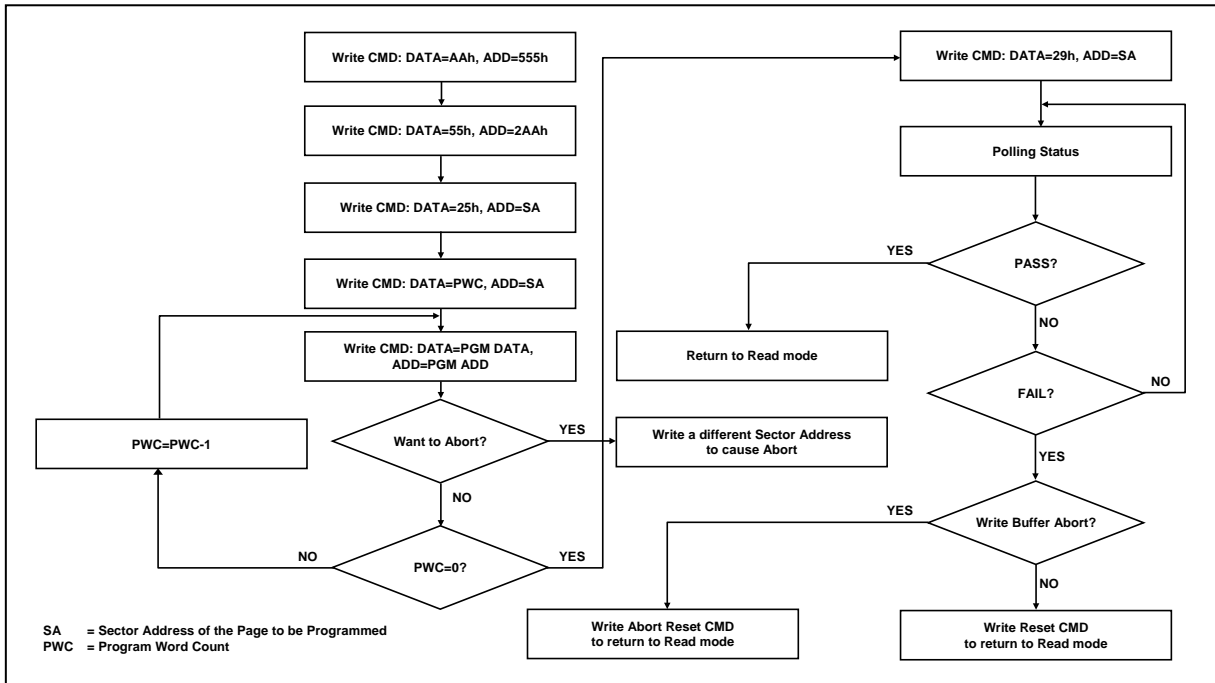 Write CMD: DATA=AAh, ADD=555h
Write CMD: DATA=55h, ADD=2AAh
Write CMD: DATA=25h, ADD=SA
Write CMD: DATA=PWC, ADD=SA
Write CMD: DATA=PGM DATA,
ADD=PGM ADD
PWC=PWC-1
Want to Abort?
YES
Write a different Sector Address
to cause Abort
NO
NO
PWC=0?
YES
Write CMD: DATA=29h, ADD=SA
Polling Status
YES
PASS?
Return to Read mode
NO
FAIL?
NO
YES
YES
Write Buffer Abort?
NO
Write Abort Reset CMD
to return to Read mode
Write Reset CMD
to return to Read mode
SA = Sector Address of the Page to be Programmed
PWC = Program Word Count